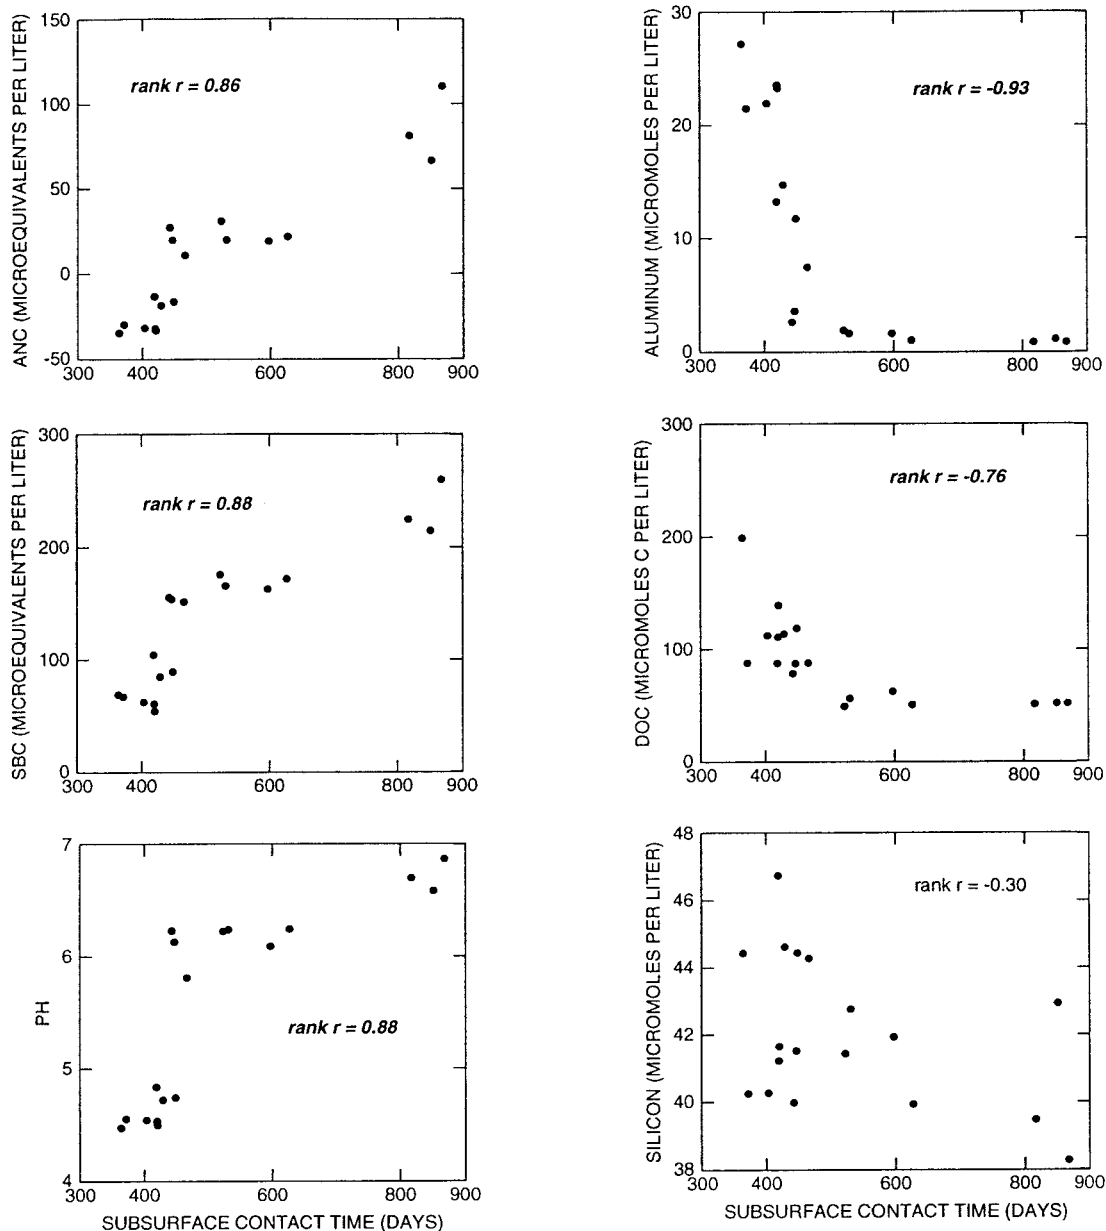 ANC (MICROEQUIVALENTS PER LITER)
150
100
50
0
-50
rank r = 0.86
300 400 600 800 900
ALUMINUM (MICROMOLES PER LITER)
30
20
10
0
rank r = -0.93
300 400 600 800 900
SBC (MICROEQUIVALENTS PER LITER)
300
200
100
0
rank r = 0.88
300 400 600 800 900
DOC (MICROMOLES C PER LITER)
300
200
100
0
rank r = -0.76
300 400 600 800 900
PH
7
6
5
4
rank r = 0.88
300 400 600 800 900
SUBSURFACE CONTACT TIME (DAYS)
SILICON (MICROMOLES PER LITER)
48
46
44
42
40
38
rank r = -0.30
300 400 600 800 900
SUBSURFACE CONTACT TIME (DAYS)